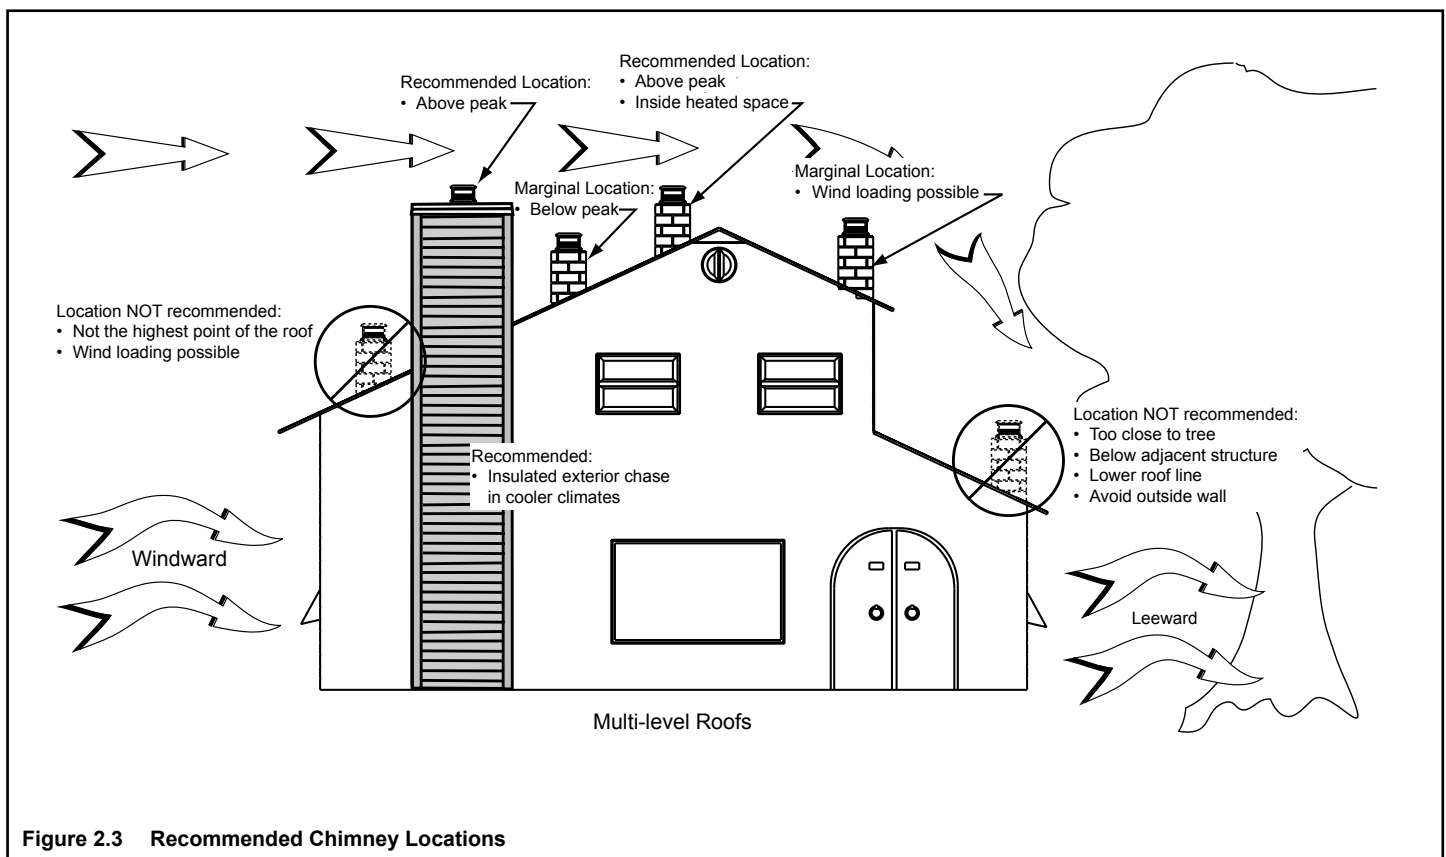 Recommended Location:
• Above peak
Recommended Location:
• Above peak
• Inside heated space
Marginal Location:
• Below peak
Marginal Location:
• Wind loading possible
Location NOT recommended:
• Not the highest point of the roof
• Wind loading possible
Recommended:
• Insulated exterior chase
in cooler climates
Location NOT recommended:
• Too close to tree
• Below adjacent structure
• Lower roof line
• Avoid outside wall
Windward
Leeward
Multi-level Roofs
Figure 2.3 Recommended Chimney Locations